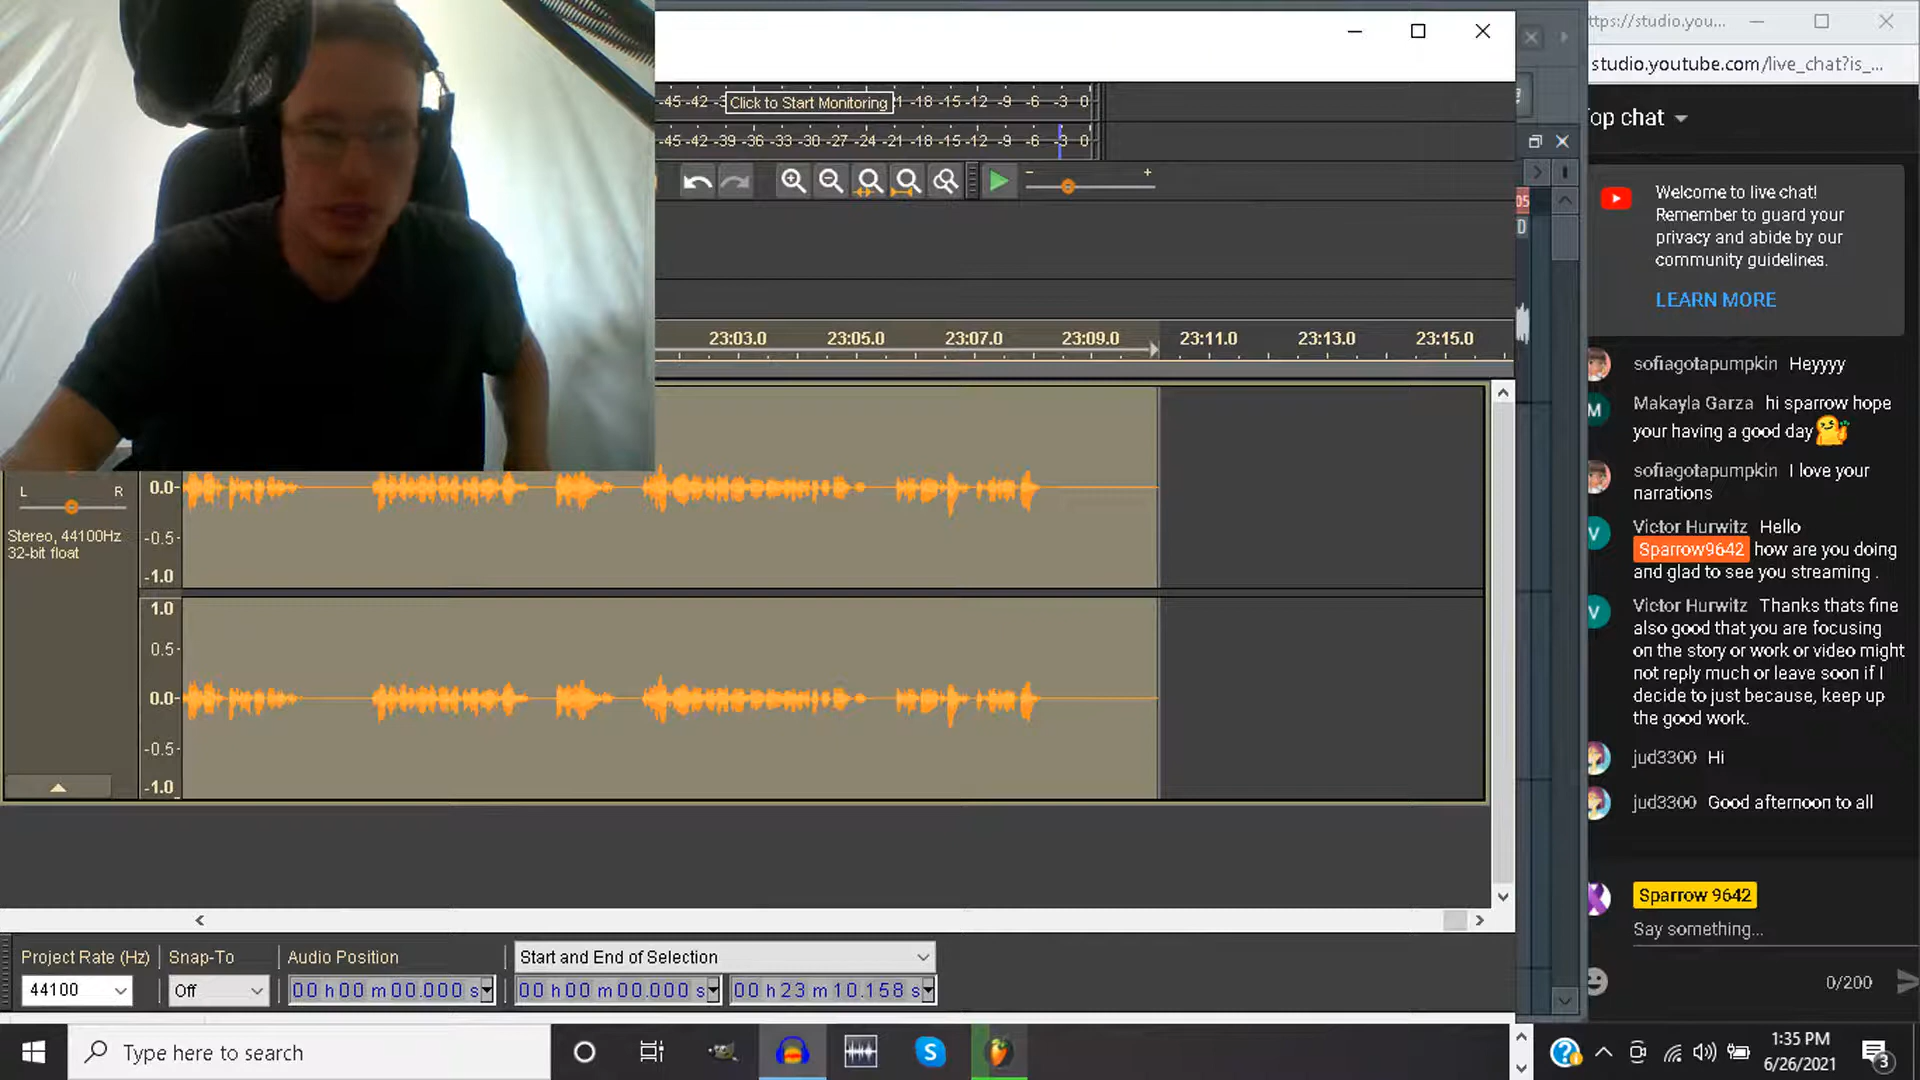 ttps://studio.you...
studio.youtube.com/live_chat?is_...
-45 -42 -3 Click to Start Monitoring 1 -18 -15 -12 -9 -6 -3 0
-45 -42 -39 -36 -33 -30 -27 -24 -21 -18 -15 -12 -9 -6 -3 0
op chat
- +
Welcome to live chat!
Remember to guard your
privacy and abide by our
community guidelines.
LEARN MORE
05
D
23:03.0 23:05.0 23:07.0 23:09.0 23:11.0 23:13.0 23:15.0
sofiagotapumpkin Heyyyy
M
Makayla Garza hi sparrow hope
your having a good day
sofiagotapumpkin I love your
narrations
V
Victor Hurwitz Hello
Sparrow9642 how are you doing
and glad to see you streaming .
V
Victor Hurwitz Thanks thats fine
also good that you are focusing
on the story or work or video might
not reply much or leave soon if I
decide to just because, keep up
the good work.
jud3300 Hi
jud3300 Good afternoon to all
L R
Stereo, 44100Hz
32-bit float
0.0-
-0.5-
-1.0
1.0
0.5-
0.0-
-0.5-
-1.0
Sparrow 9642
Say something...
0/200
Project Rate (Hz) Snap-To Audio Position Start and End of Selection
44100 Off 00 h 00 m 00.000 s 00 h 00 m 00.000 s 00 h 23 m 10.158 s
Type here to search
S
?
1:35 PM
6/26/2021
3